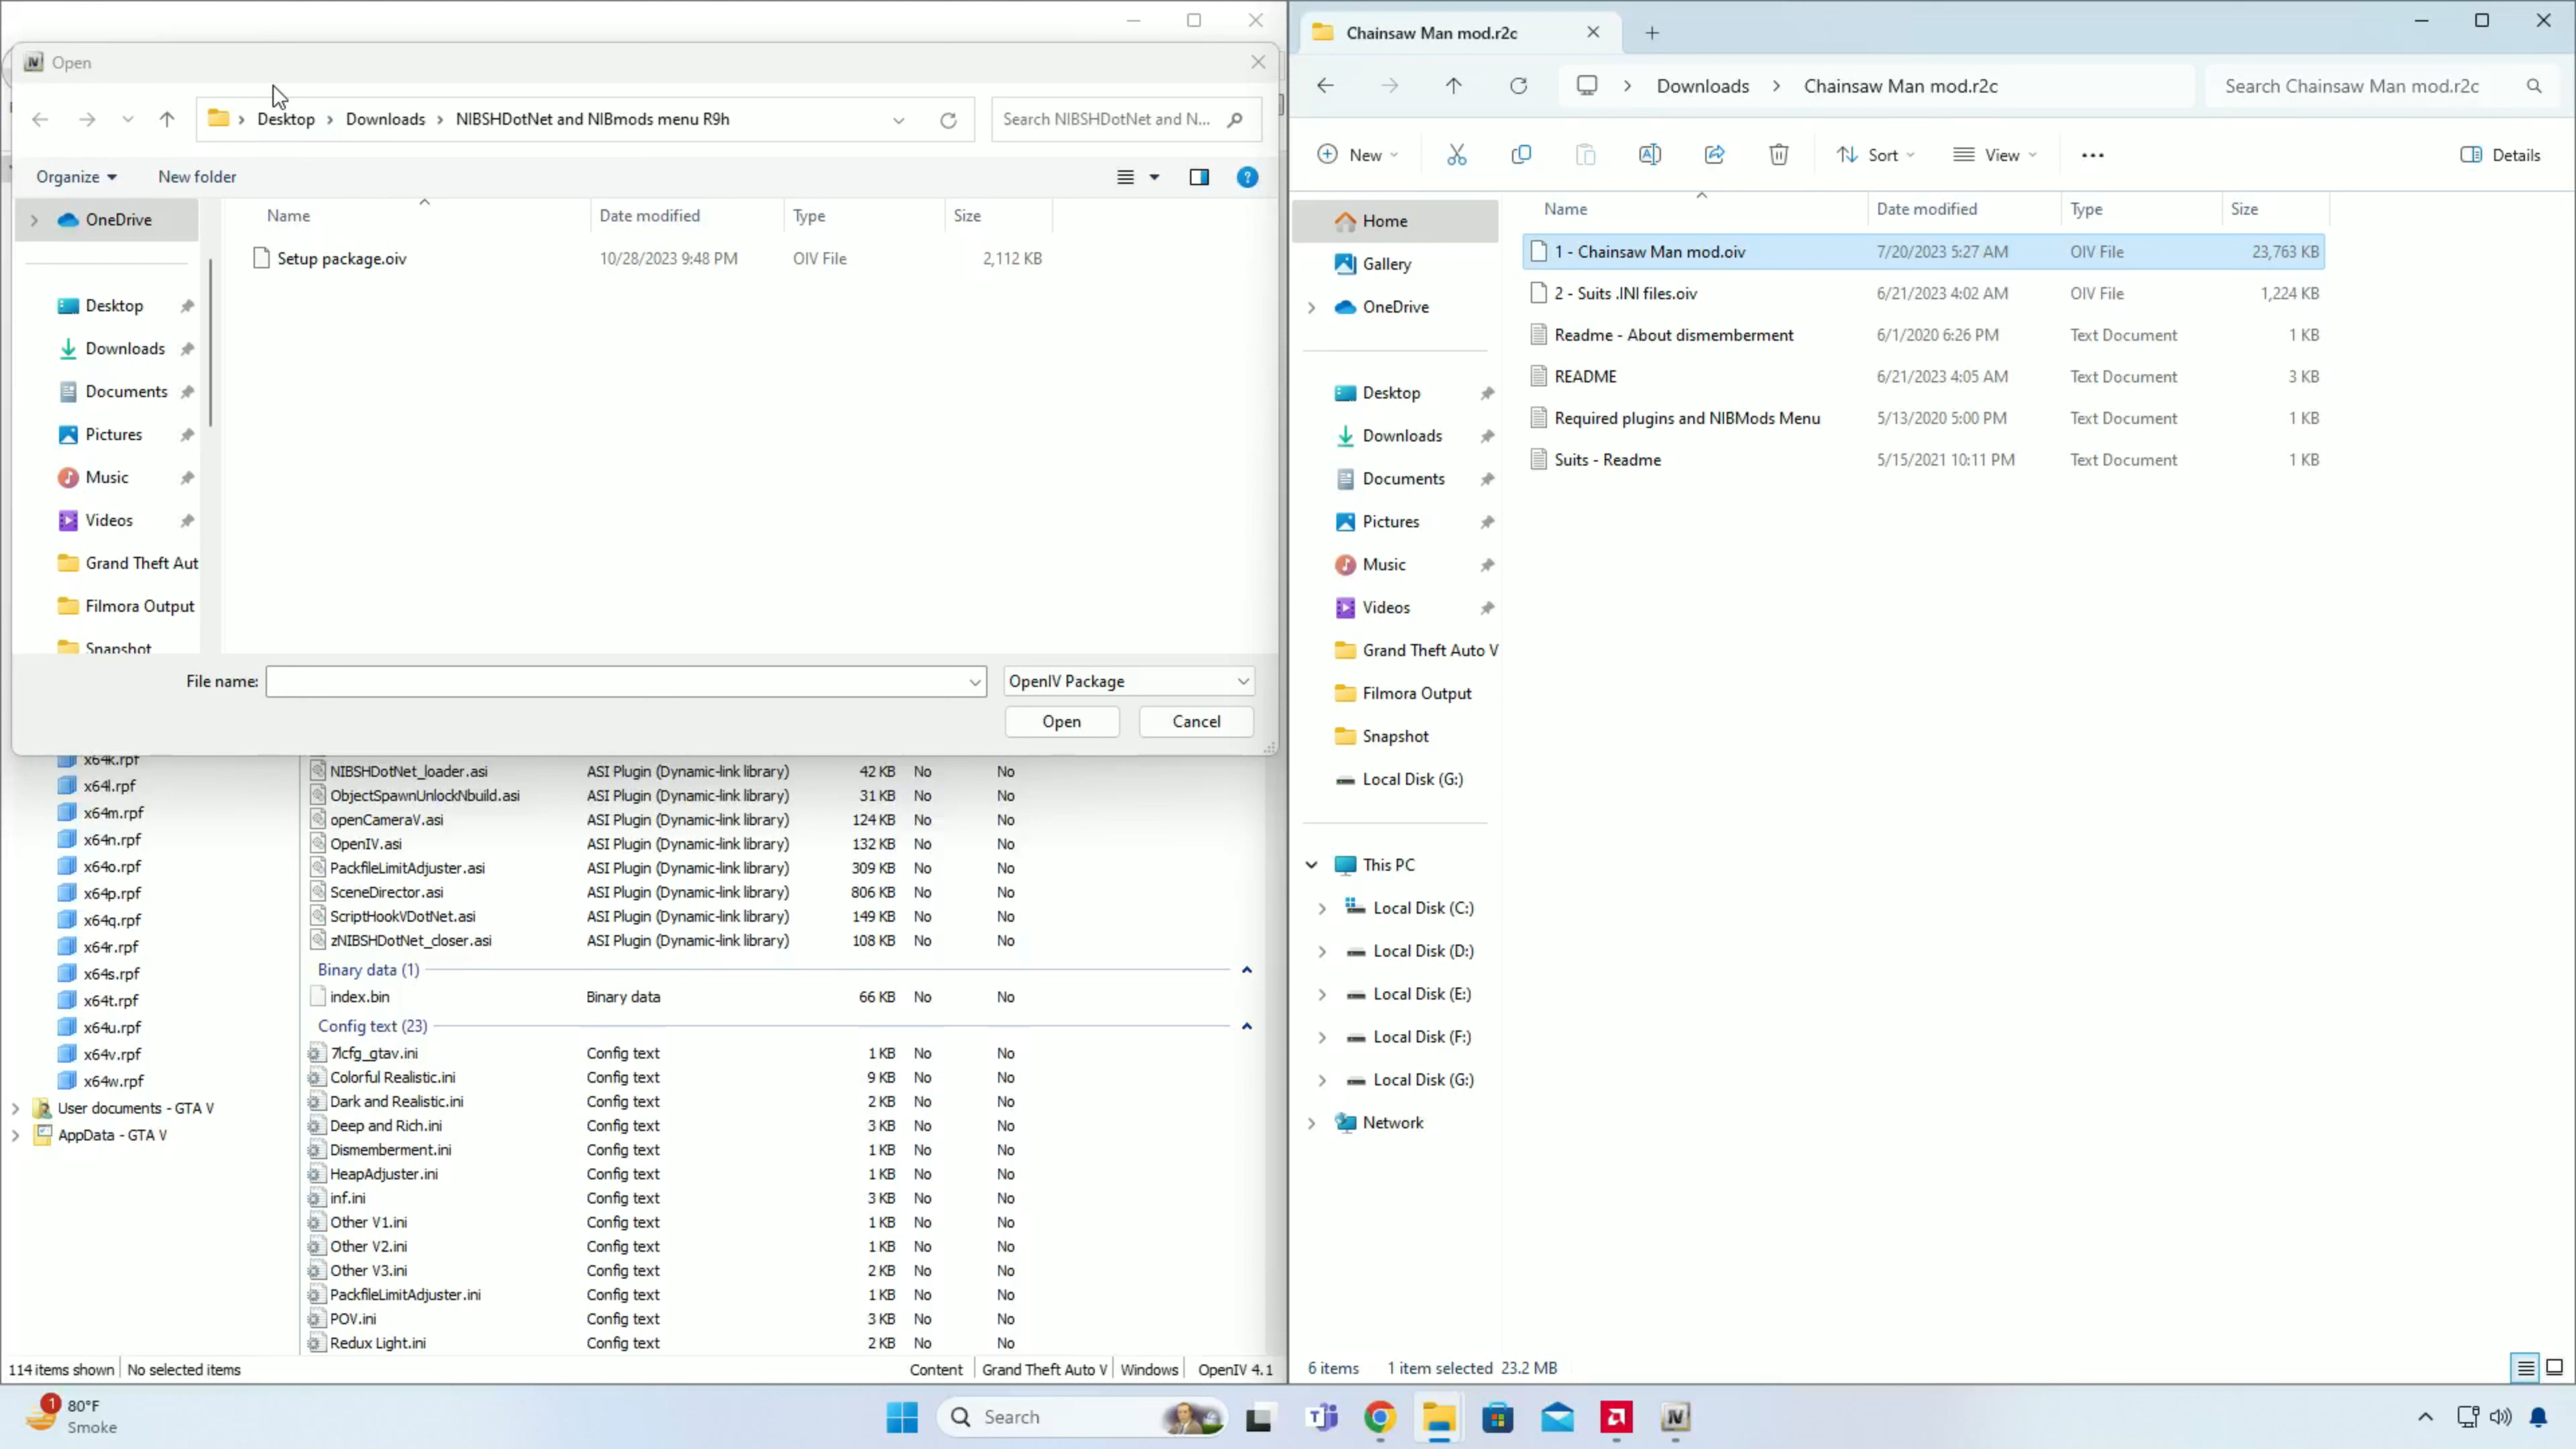 Open
Desktop
Downloads
NIBSHDotNet and NIBmods menu R9h
Search NIBSHDotNet and N...
Organize
New folder
Name
Date modified
Type
Size
OneDrive
Setup package.oiv
10/28/2023 9:48 PM
OIV File
2,112 KB
Desktop
Downloads
Documents
Pictures
Music
Videos
Grand Theft Aut
Filmora Output
Snapshot
File name:
OpenIV Package
Open
Cancel
x64k.rpf
x64l.rpf
x64m.rpf
x64n.rpf
x64o.rpf
x64p.rpf
x64q.rpf
x64r.rpf
x64s.rpf
x64t.rpf
x64u.rpf
x64v.rpf
x64w.rpf
User documents - GTA V
AppData - GTA V
NIBSHDotNet_loader.asi ASI Plugin (Dynamic-link library) 42 KB No No
ObjectSpawnUnlockNbuild.asi ASI Plugin (Dynamic-link library) 31 KB No No
openCameraV.asi ASI Plugin (Dynamic-link library) 124 KB No No
OpenIV.asi ASI Plugin (Dynamic-link library) 132 KB No No
PackfileLimitAdjuster.asi ASI Plugin (Dynamic-link library) 309 KB No No
SceneDirector.asi ASI Plugin (Dynamic-link library) 806 KB No No
ScriptHookVDotNet.asi ASI Plugin (Dynamic-link library) 149 KB No No
zNIBSHDotNet_closer.asi ASI Plugin (Dynamic-link library) 108 KB No No
Binary data (1)
index.bin Binary data 66 KB No No
Config text (23)
7lcfg_gtav.ini Config text 1 KB No No
Colorful Realistic.ini Config text 9 KB No No
Dark and Realistic.ini Config text 2 KB No No
Deep and Rich.ini Config text 3 KB No No
Dismemberment.ini Config text 1 KB No No
HeapAdjuster.ini Config text 1 KB No No
inf.ini Config text 3 KB No No
Other V1.ini Config text 1 KB No No
Other V2.ini Config text 1 KB No No
Other V3.ini Config text 2 KB No No
PackfileLimitAdjuster.ini Config text 1 KB No No
POV.ini Config text 3 KB No No
Redux Light.ini Config text 2 KB No No
114 items shown No selected items Content Grand Theft Auto V Windows OpenIV 4.1
Chainsaw Man mod.r2c
Downloads
Chainsaw Man mod.r2c
Search Chainsaw Man mod.r2c
New
Sort
View
Details
Home
Gallery
OneDrive
Desktop
Downloads
Documents
Pictures
Music
Videos
Grand Theft Auto V
Filmora Output
Snapshot
Local Disk (G:)
This PC
Local Disk (C:)
Local Disk (D:)
Local Disk (E:)
Local Disk (F:)
Local Disk (G:)
Network
Name Date modified Type Size
1 - Chainsaw Man mod.oiv 7/20/2023 5:27 AM OIV File 23,763 KB
2 - Suits .INI files.oiv 6/21/2023 4:02 AM OIV File 1,224 KB
Readme - About dismemberment 6/1/2020 6:26 PM Text Document 1 KB
README 6/21/2023 4:05 AM Text Document 3 KB
Required plugins and NIBMods Menu 5/13/2020 5:00 PM Text Document 1 KB
Suits - Readme 5/15/2021 10:11 PM Text Document 1 KB
6 items 1 item selected 23.2 MB
1
80°F
Smoke
Search